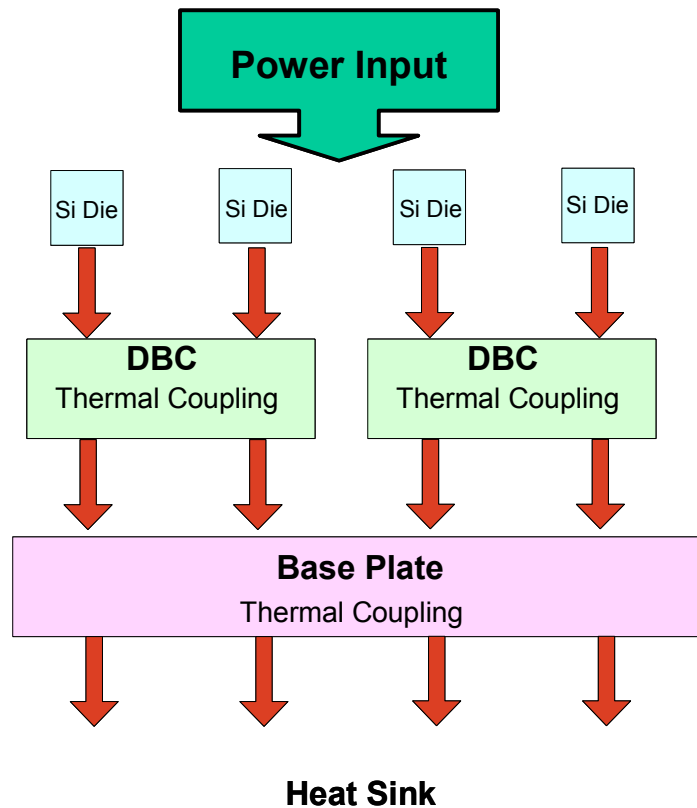 Power Input
Si Die
Si Die
Si Die
Si Die
DBC
Thermal Coupling
DBC
Thermal Coupling
Base Plate
Thermal Coupling
Heat Sink